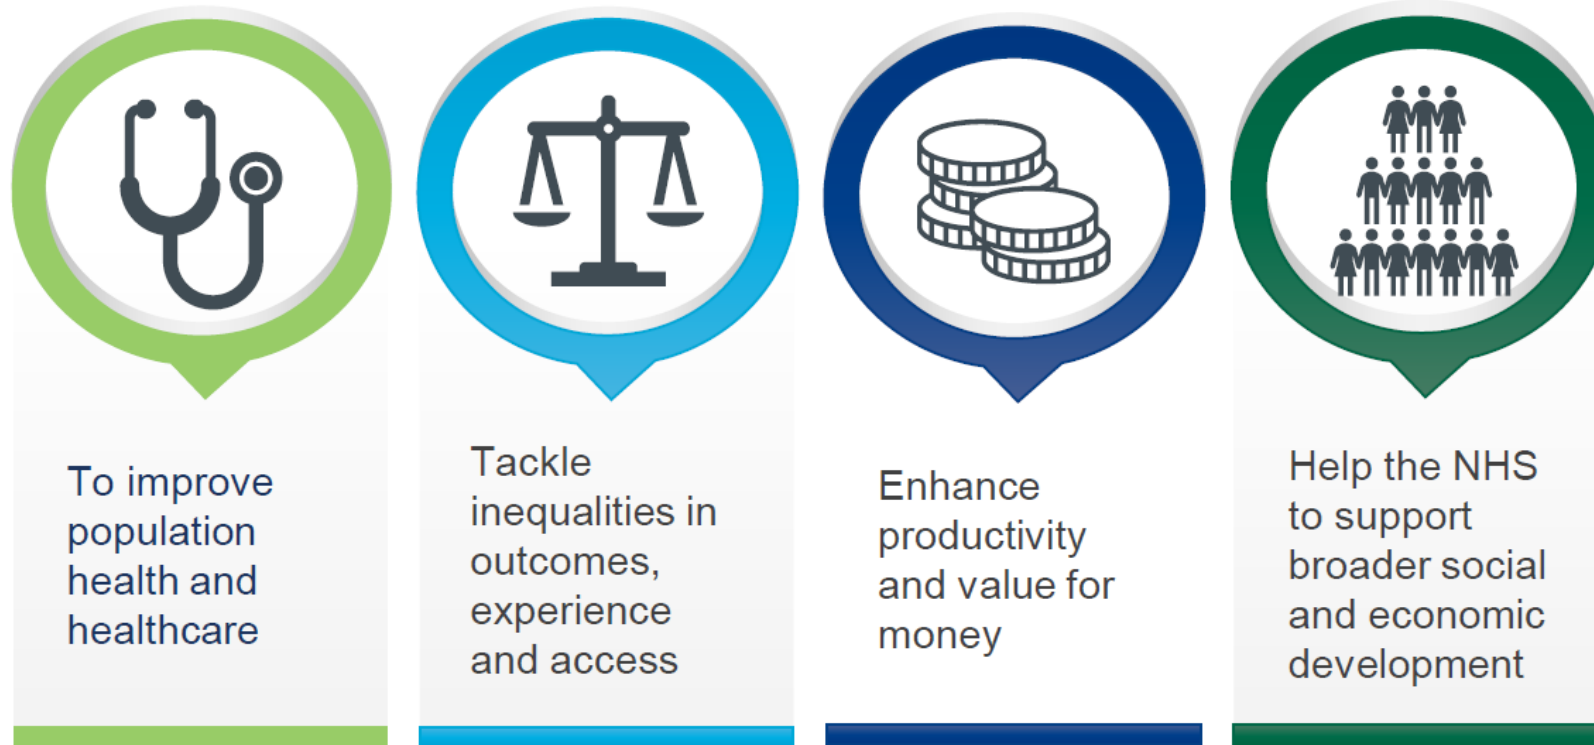 To improve
population
health and
healthcare
Tackle
inequalities in
outcomes,
experience
and access
Enhance
productivity
and value for
money
Help the NHS
to support
broader social
and economic
development